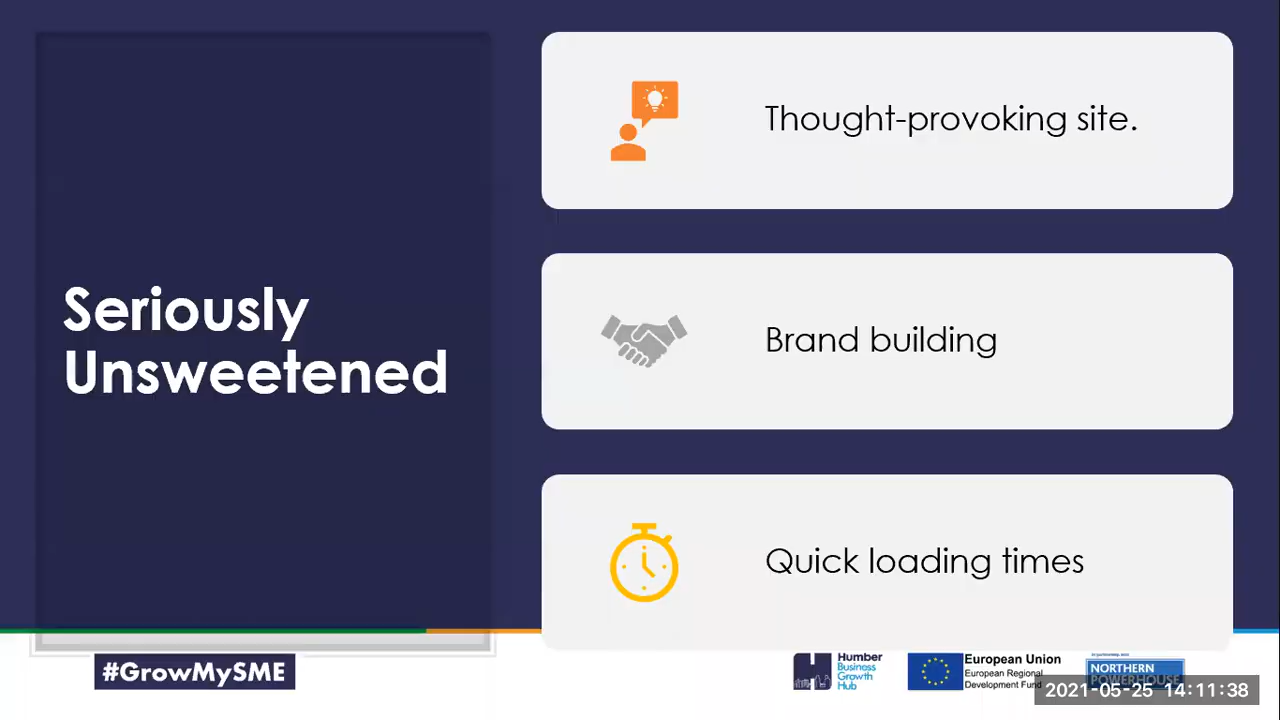 Seriously
Unsweetened
Thought-provoking site.
Brand building
Quick loading times
#GrowMySME
Humber
Business
Growth
Hub
European Union
European Regional
Development Fund
NORTHERN
POWERHOUSE
2021-05-25 14:11:38